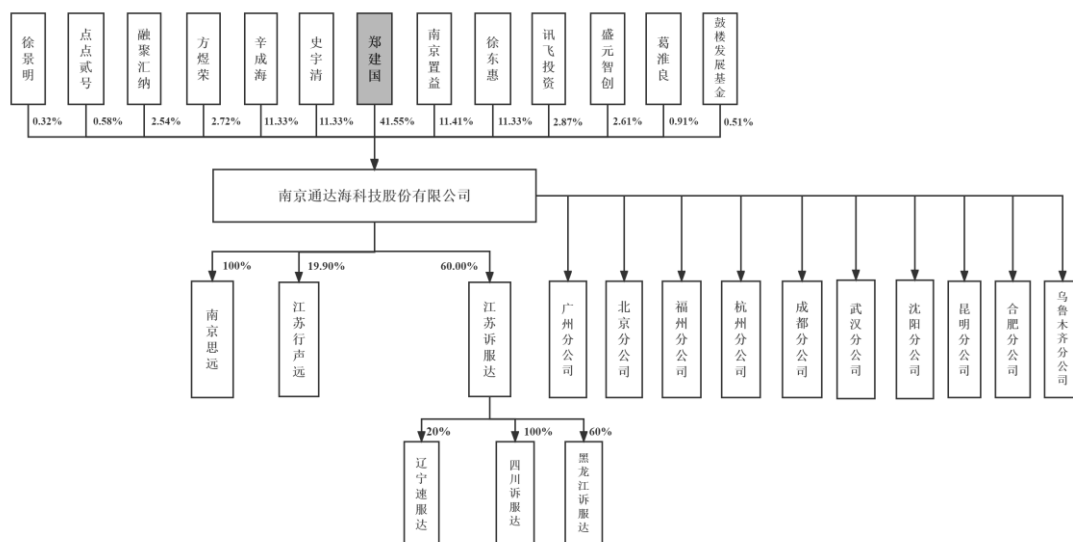 徐景明
点点贰号
融聚汇纳
方煜荣
辛成海
史宇清
郑建国
南京置益
徐东惠
讯飞投资
盛元智创
葛淮良
鼓楼发展基金
0.32%
0.58%
2.54%
2.72%
11.33%
11.33%
41.55%
11.41%
11.33%
2.87%
2.61%
0.91%
0.51%
南京通达海科技股份有限公司
100%
19.90%
60.00%
南京思远
江苏行声远
江苏诉服达
广州分公司
北京分公司
福州分公司
杭州分公司
成都分公司
武汉分公司
沈阳分公司
昆明分公司
合肥分公司
乌鲁木齐分公司
20%
100%
60%
辽宁速服达
四川诉服达
黑龙江诉服达